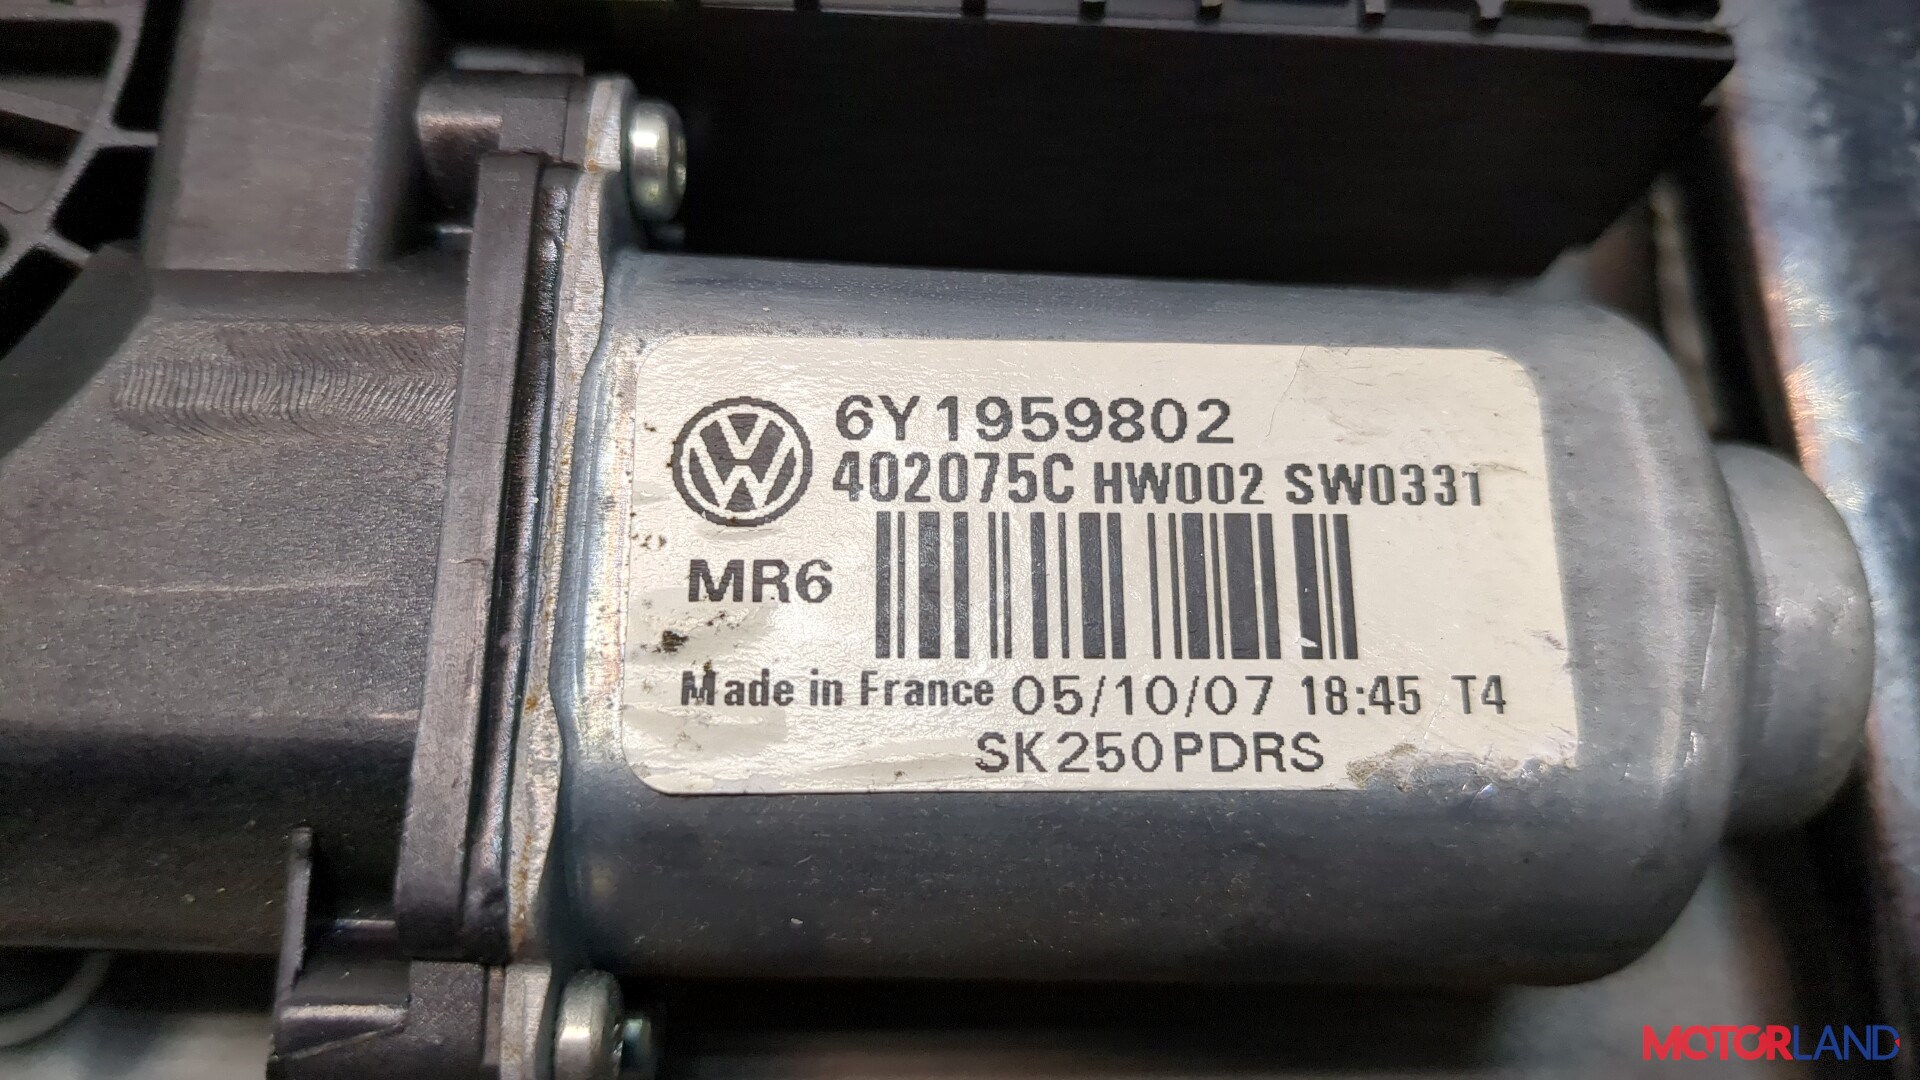 6Y1959802
402075C HW002 SW0331
MR6
Made in France 05/10/07 18:45 T4
SK250PDRS
MOTORLAND